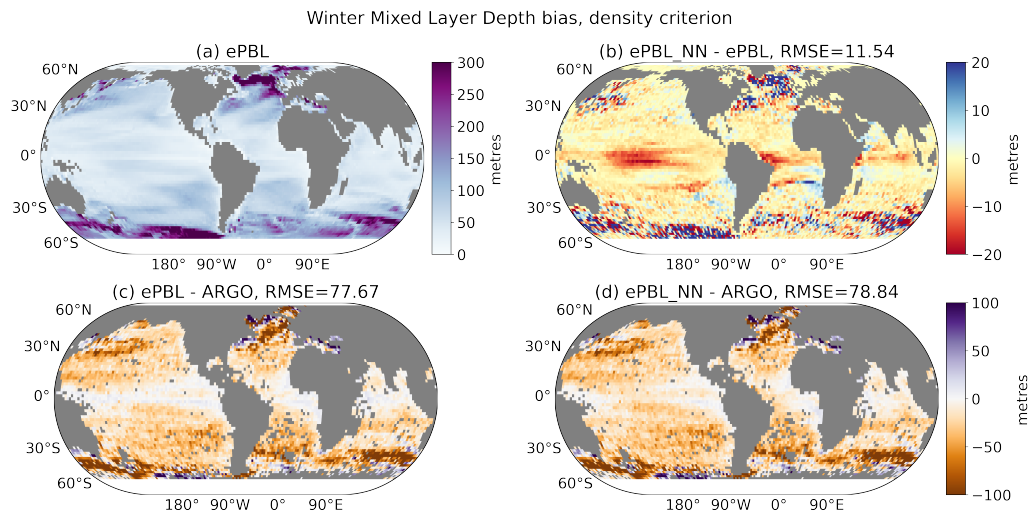 Winter Mixed Layer Depth bias, density criterion
(a) ePBL
60°N
30°N
0°
30°S
60°S
180° 90°W 0° 90°E
300
250
200
150
100
50
0
metres
(b) ePBL_NN - ePBL, RMSE=11.54
60°N
30°N
0°
30°S
60°S
180° 90°W 0° 90°E
20
10
0
−10
−20
metres
(c) ePBL - ARGO, RMSE=77.67
60°N
30°N
0°
30°S
60°S
180° 90°W 0° 90°E
(d) ePBL_NN - ARGO, RMSE=78.84
60°N
30°N
0°
30°S
60°S
180° 90°W 0° 90°E
100
50
0
−50
−100
metres